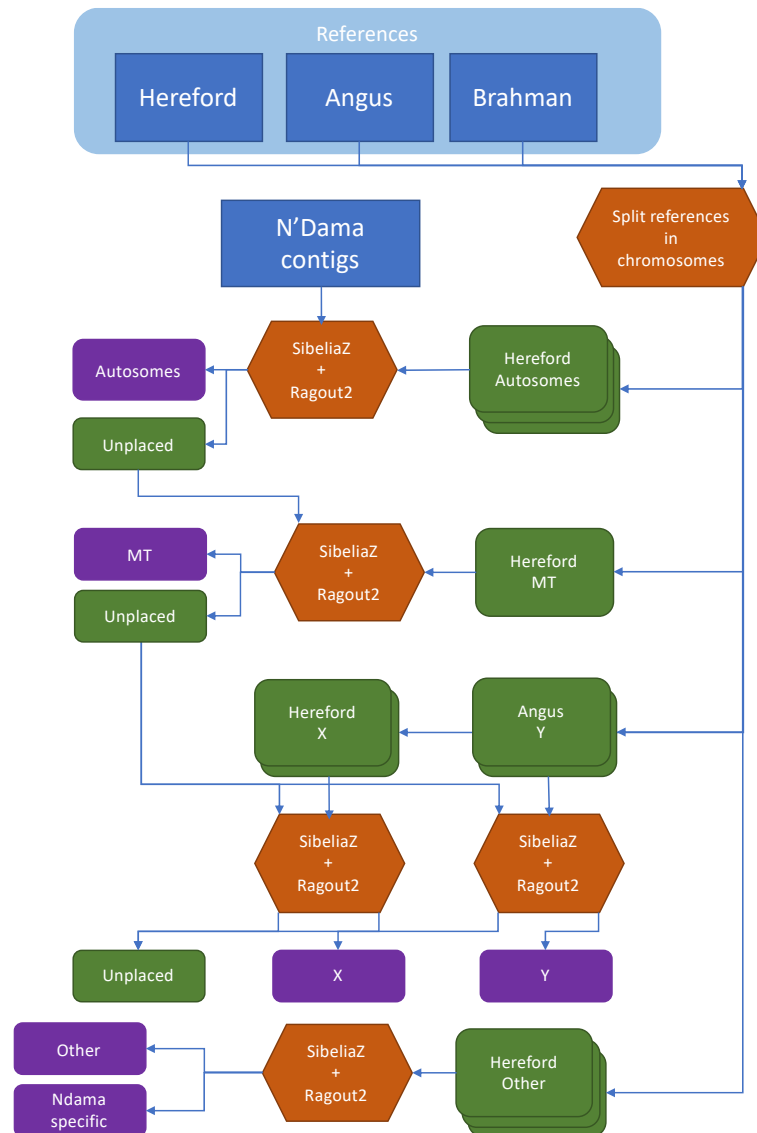 References
Hereford
Angus
Brahman
N'Dama
contigs
Split references
in
chromosomes
Autosomes
SibeliaZ
+
Ragout2
Hereford
Autosomes
Unplaced
MT
SibeliaZ
+
Ragout2
Hereford
MT
Unplaced
Hereford
X
Angus
Y
SibeliaZ
+
Ragout2
SibeliaZ
+
Ragout2
Unplaced
X
Y
Other
SibeliaZ
+
Ragout2
Hereford
Other
Ndama
specific